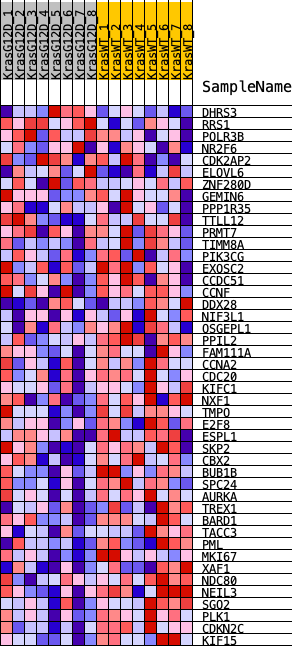 KrasG12D_1
KrasG12D_2
KrasG12D_3
KrasG12D_4
KrasG12D_5
KrasG12D_6
KrasG12D_7
KrasG12D_8
KrasWT_1
KrasWT_2
KrasWT_3
KrasWT_4
KrasWT_5
KrasWT_6
KrasWT_7
KrasWT_8
SampleName
DHRS3
RRS1
POLR3B
NR2F6
CDK2AP2
ELOVL6
ZNF280D
GEMIN6
PPP1R35
TTLL12
PRMT7
TIMM8A
PIK3CG
EXOSC2
CCDC51
CCNF
DDX28
NIF3L1
OSGEPL1
PPIL2
FAM111A
CCNA2
CDC20
KIFC1
NXF1
TMPO
E2F8
ESPL1
SKP2
CBX2
BUB1B
SPC24
AURKA
TREX1
BARD1
TACC3
PML
MKI67
XAF1
NDC80
NEIL3
SGO2
PLK1
CDKN2C
KIF15